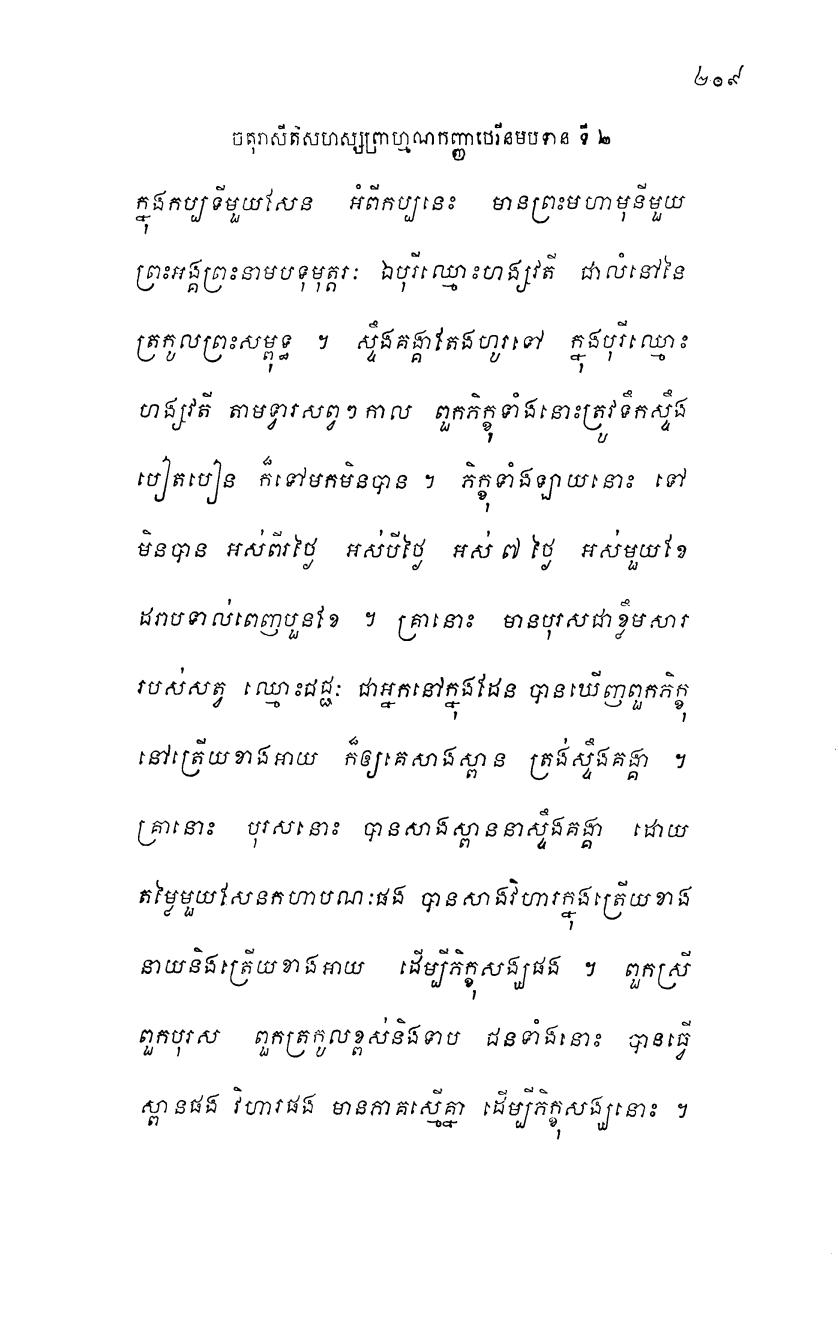 ២០៩
ចតុរាសីតិសហស្សព្រាហ្មណកញ្ញាថេរីនមបទាន ទី ២
ក្នុងកប្បទីមួយសែន អំពីកប្បនេះ មានព្រះមហាមុនីមួយ
ព្រះអង្គព្រះនាមបទុមុត្តរៈ ឯបុរីឈ្មោះហង្សវតី ជាលំនៅនៃ
ត្រកូលព្រះសម្ពុទ្ធ ។ ស្ទឹងគង្គាតែងហូរទៅ ក្នុងបុរីឈ្មោះ
ហង្សវតី តាមទ្វារសព្វៗកាល ពួកភិក្ខុទាំងនោះត្រូវទឹកស្ទឹង
បៀតបៀន ក៏ទៅមកមិនបាន ។ ភិក្ខុទាំងឡាយនោះ ទៅ
មិនបាន អស់ពីរថ្ងៃ អស់បីថ្ងៃ អស់ ៧ ថ្ងៃ អស់មួយខែ
ដរាបទាល់ពេញបួនខែ ។ គ្រានោះ មានបុរសជាខ្លឹមសារ
របស់សត្វ ឈ្មោះជជ្ជៈ ជាអ្នកនៅក្នុងដែន បានឃើញពួកភិក្ខុ
នៅត្រើយខាងអាយ ក៏ឲ្យគេសាងស្ពាន ត្រង់ស្ទឹងគង្គា ។
គ្រានោះ បុរសនោះ បានសាងស្ពាននាស្ទឹងគង្គា ដោយ
តម្លៃមួយសែនកហាបណៈផង បានសាងវិហារក្នុងត្រើយខាង
នាយនិងត្រើយខាងអាយ ដើម្បីភិក្ខុសង្ឃផង ។ ពួកស្រី
ពួកបុរស ពួកត្រកូលខ្ពស់និងទាប ជនទាំងនោះ បានធ្វើ
ស្ពានផង វិហារផង មានភាគស្មើគ្នា ដើម្បីភិក្ខុសង្ឃនោះ ។